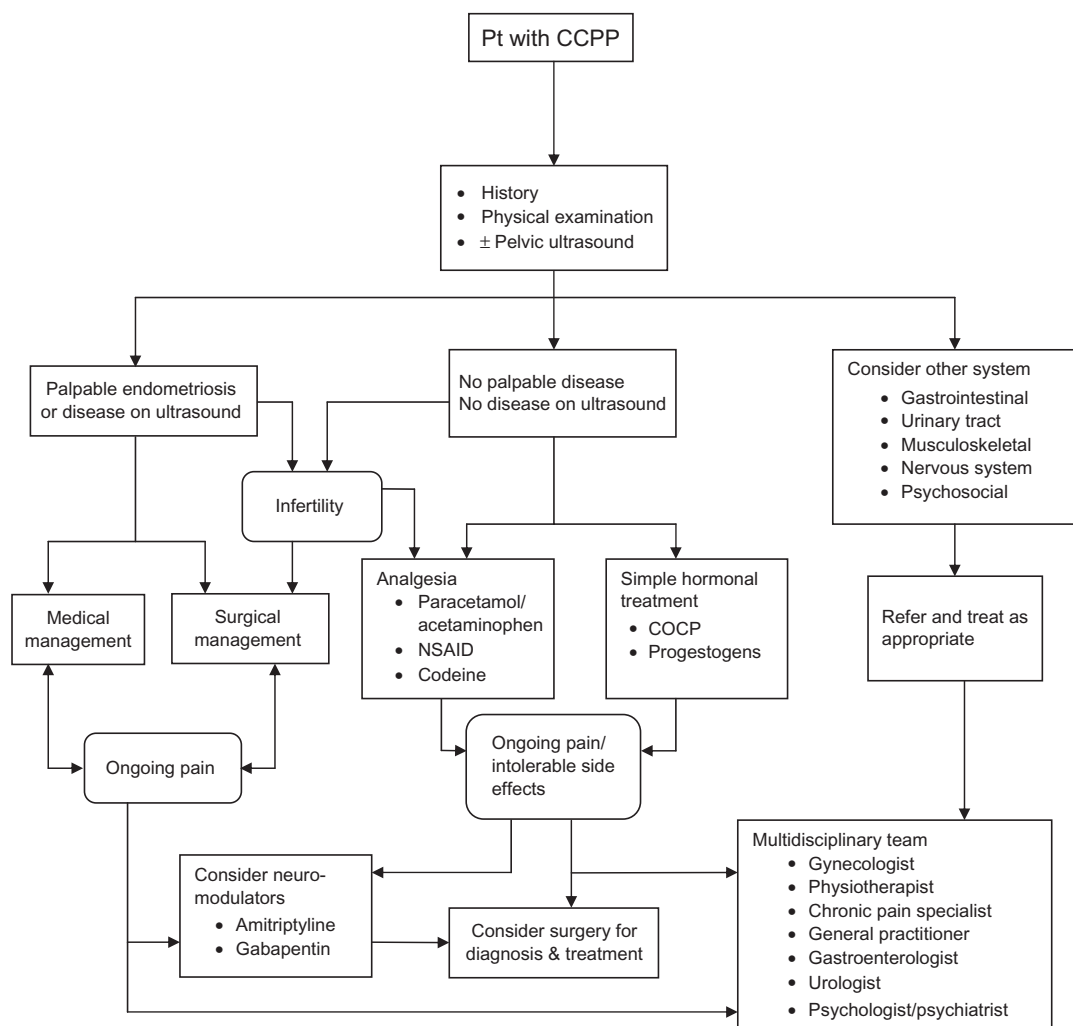 Pt with CCPP
• History
• Physical examination
• ± Pelvic ultrasound
Palpable endometriosis
or disease on ultrasound
No palpable disease
No disease on ultrasound
Consider other system
• Gastrointestinal
• Urinary tract
• Musculoskeletal
• Nervous system
• Psychosocial
Infertility
Medical
management
Surgical
management
Analgesia
• Paracetamol/
acetaminophen
• NSAID
• Codeine
Simple hormonal
treatment
• COCP
• Progestogens
Refer and treat as
appropriate
Ongoing pain
Ongoing pain/
intolerable side
effects
Consider neuro-
modulators
• Amitriptyline
• Gabapentin
Consider surgery for
diagnosis & treatment
Multidisciplinary team
• Gynecologist
• Physiotherapist
• Chronic pain specialist
• General practitioner
• Gastroenterologist
• Urologist
• Psychologist/psychiatrist